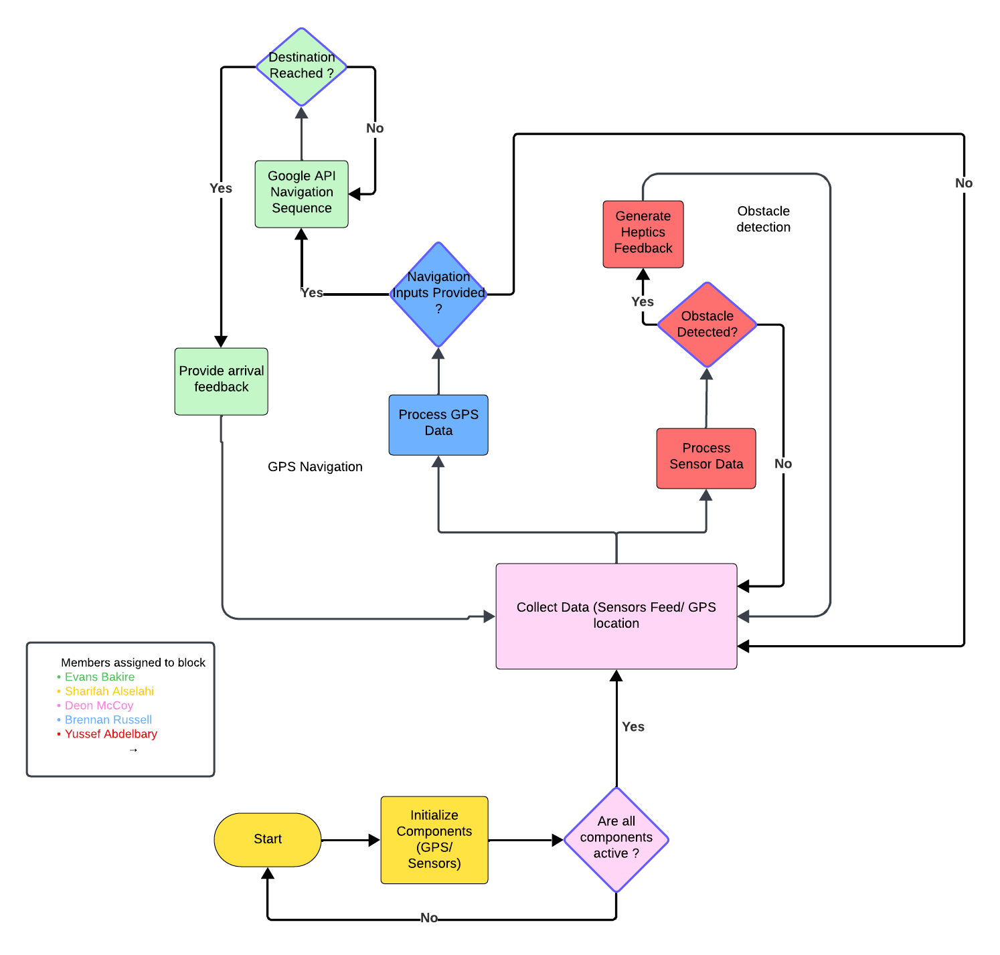 Destination
Reached ?
No
Yes
Google API
Navigation
Sequence
No
Obstacle
detection
Generate
Heptics
Feedback
Navigation
Inputs Provided
?
Yes
Yes
Obstacle
Detected?
Provide arrival
feedback
Process GPS
Data
Process
Sensor Data
No
GPS Navigation
Collect Data (Sensors Feed/ GPS
location
Members assigned to block
• Evans Bakire
• Sharifah Alselahi
• Deon McCoy
• Brennan Russell
• Yussef Abdelbary
→
Yes
Start
Initialize
Components
(GPS/
Sensors)
Are all
components
active ?
No